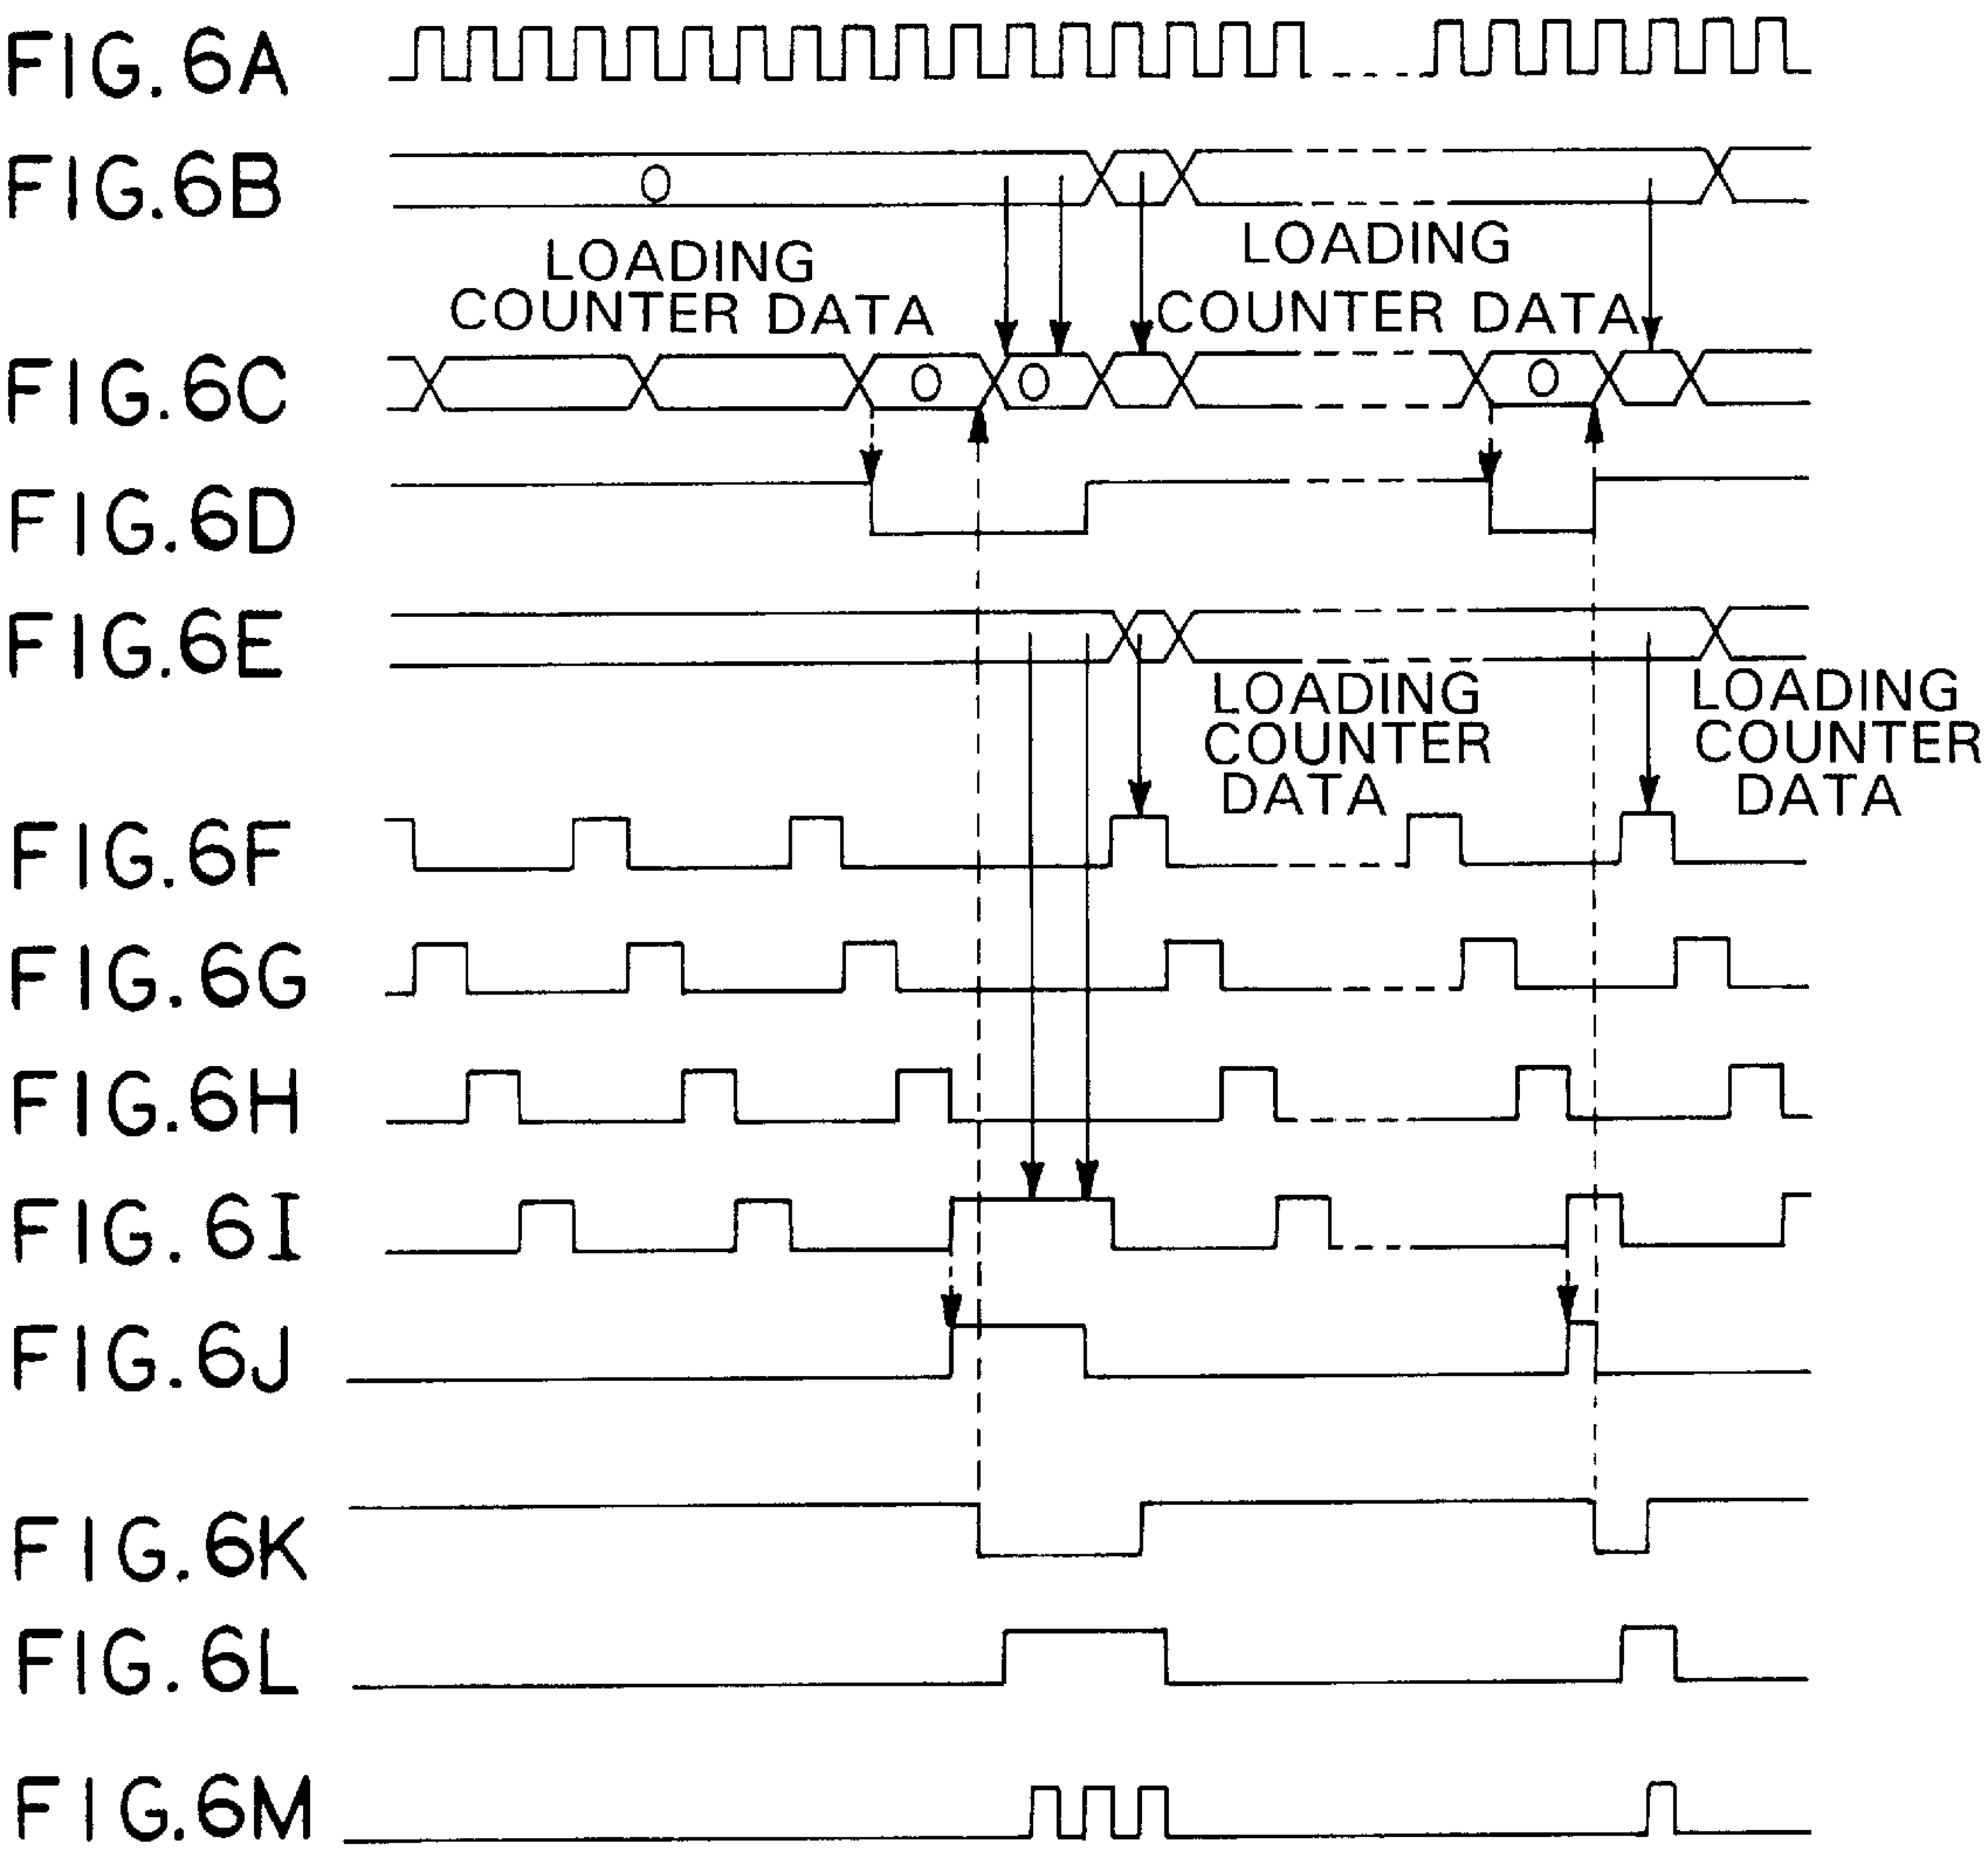 FIG. 6A
FIG. 6B
0
LOADING
COUNTER DATA
LOADING
COUNTER DATA
FIG. 6C
0
0
0
FIG. 6D
FIG. 6E
LOADING
COUNTER
DATA
LOADING
COUNTER
DATA
FIG. 6F
FIG. 6G
FIG. 6H
FIG. 6I
FIG. 6J
FIG. 6K
FIG. 6L
FIG. 6M